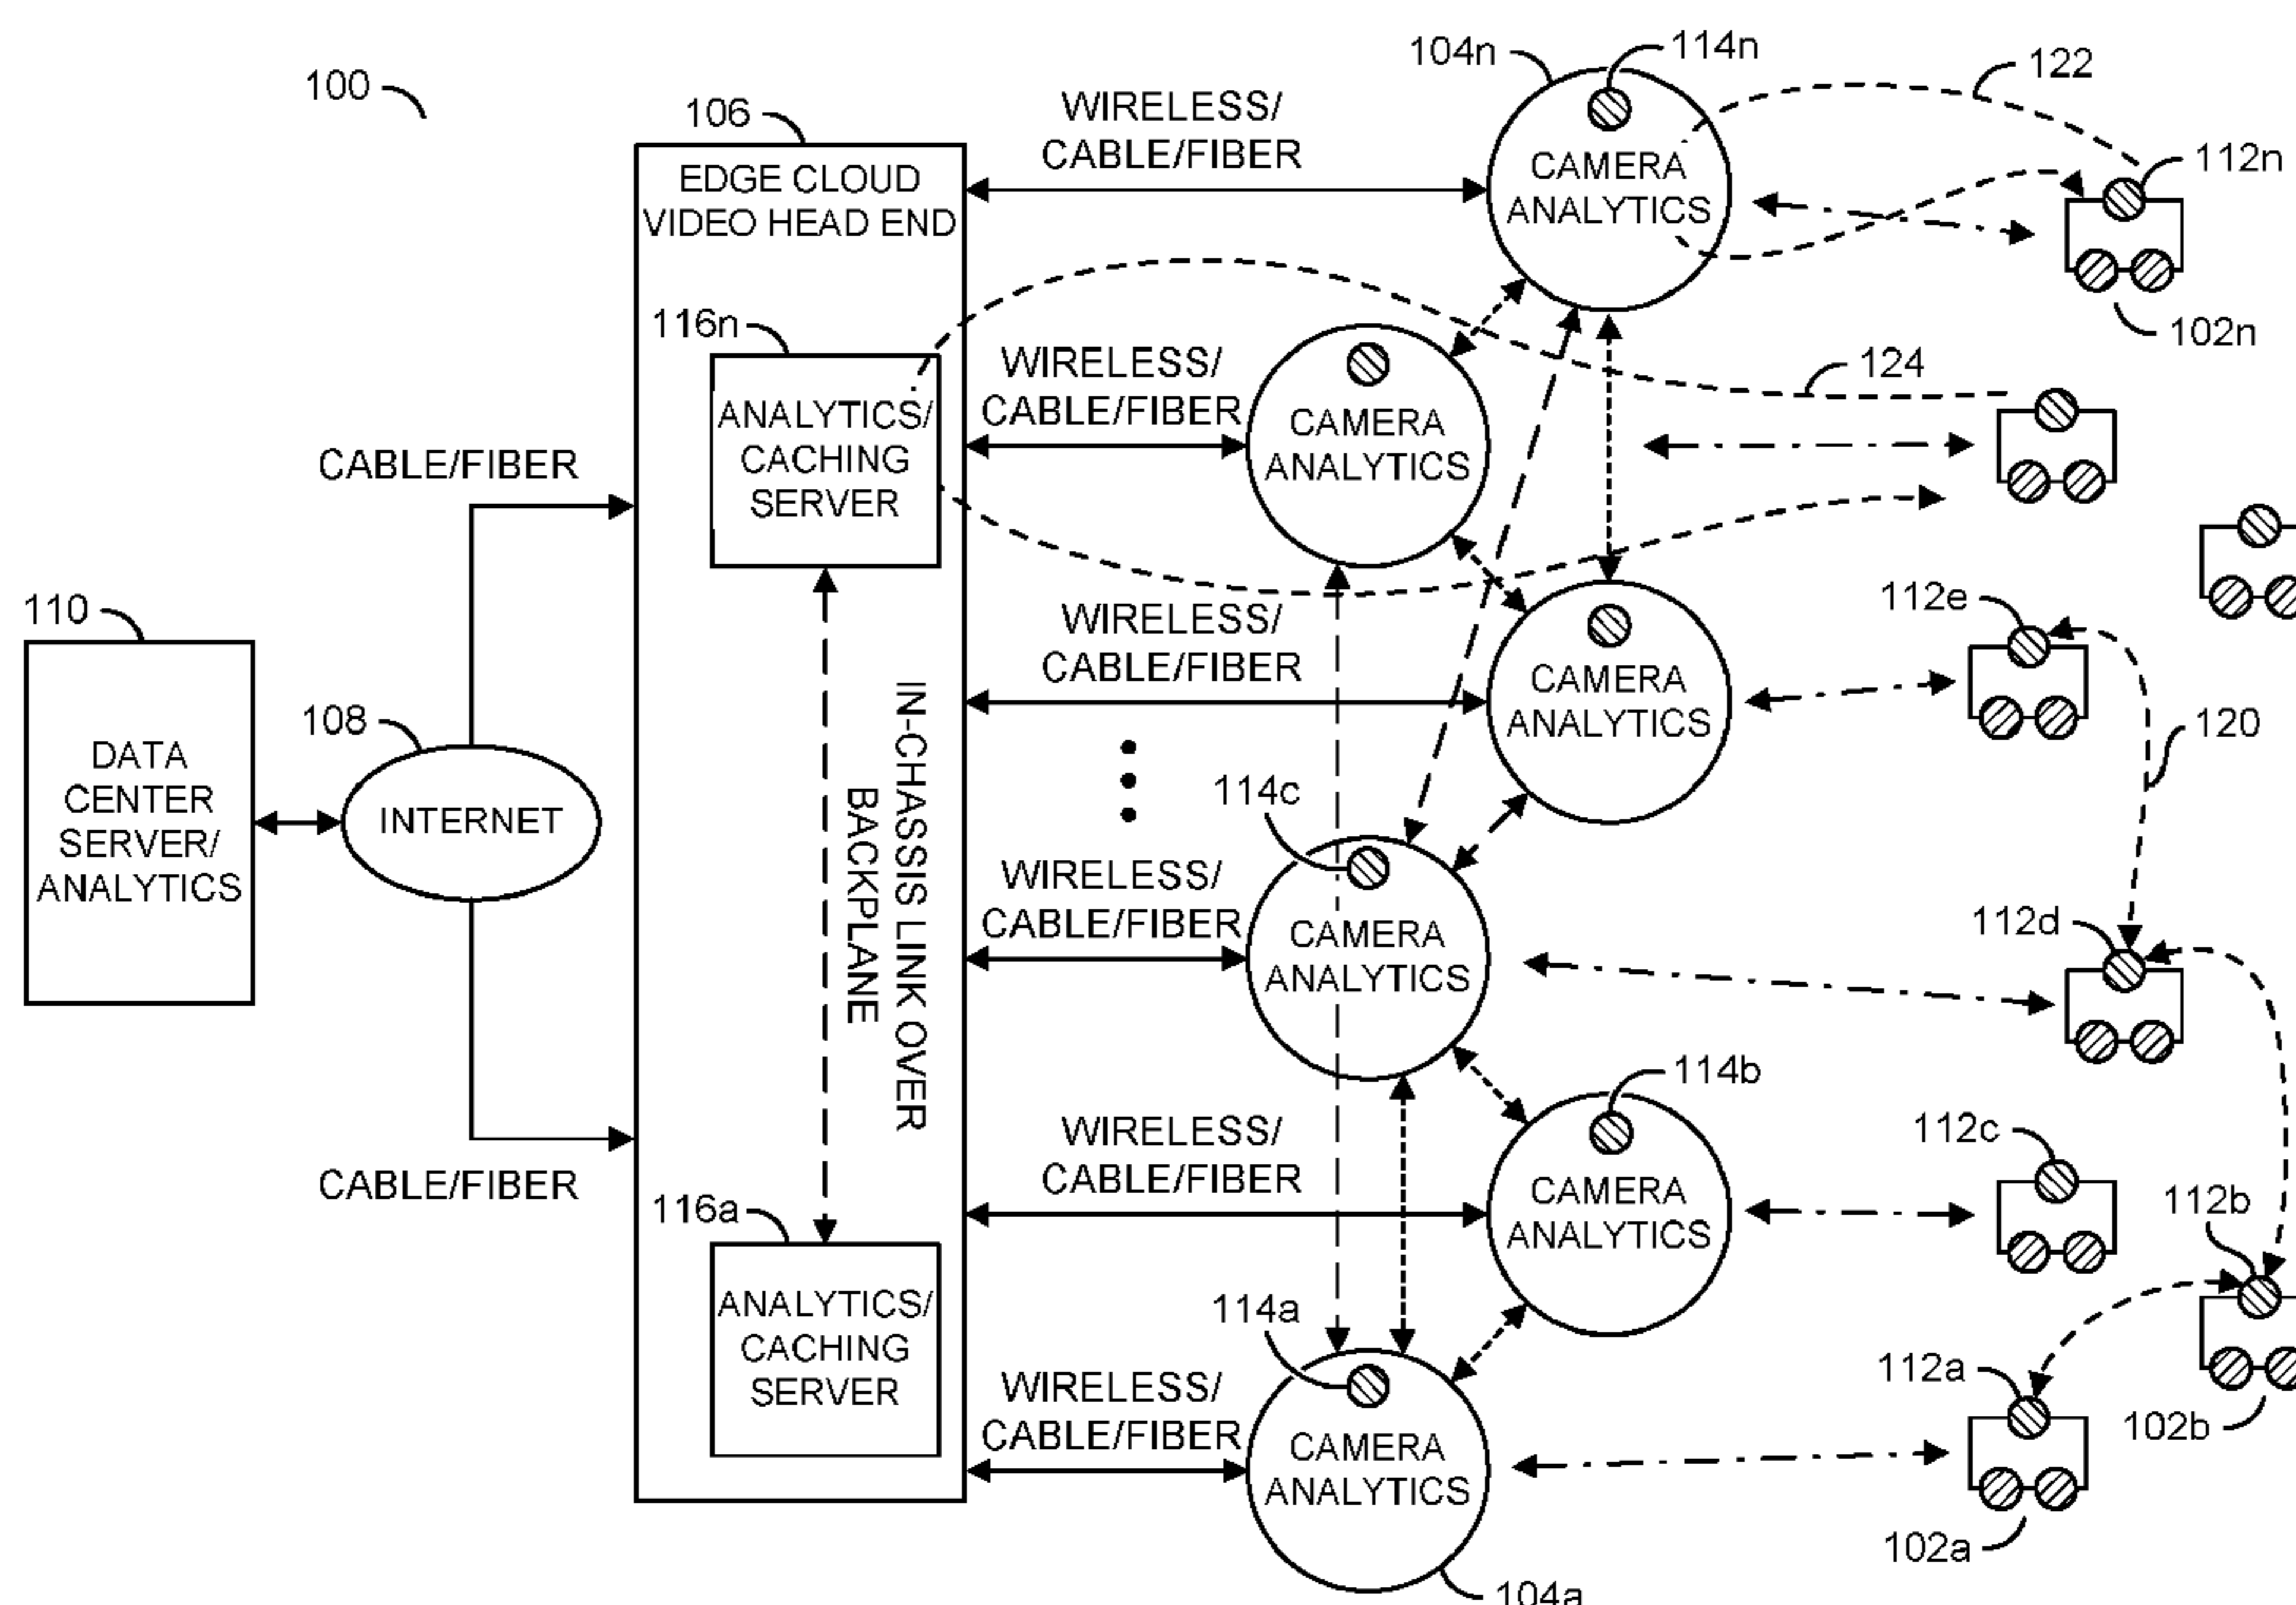 100
106
EDGE CLOUD
VIDEO HEAD END
116n
ANALYTICS/
CACHING
SERVER
IN-CHASSIS LINK OVER
BACKPLANE
116a
ANALYTICS/
CACHING
SERVER
CABLE/FIBER
CABLE/FIBER
110
DATA
CENTER
SERVER/
ANALYTICS
108
INTERNET
WIRELESS/
CABLE/FIBER
WIRELESS/
CABLE/FIBER
WIRELESS/
CABLE/FIBER
WIRELESS/
CABLE/FIBER
WIRELESS/
CABLE/FIBER
WIRELESS/
CABLE/FIBER
104n
114n
CAMERA
ANALYTICS
CAMERA
ANALYTICS
CAMERA
ANALYTICS
114c
CAMERA
ANALYTICS
114b
CAMERA
ANALYTICS
114a
CAMERA
ANALYTICS
104a
122
112n
102n
124
112e
120
112d
112c
112b
102b
112a
102a